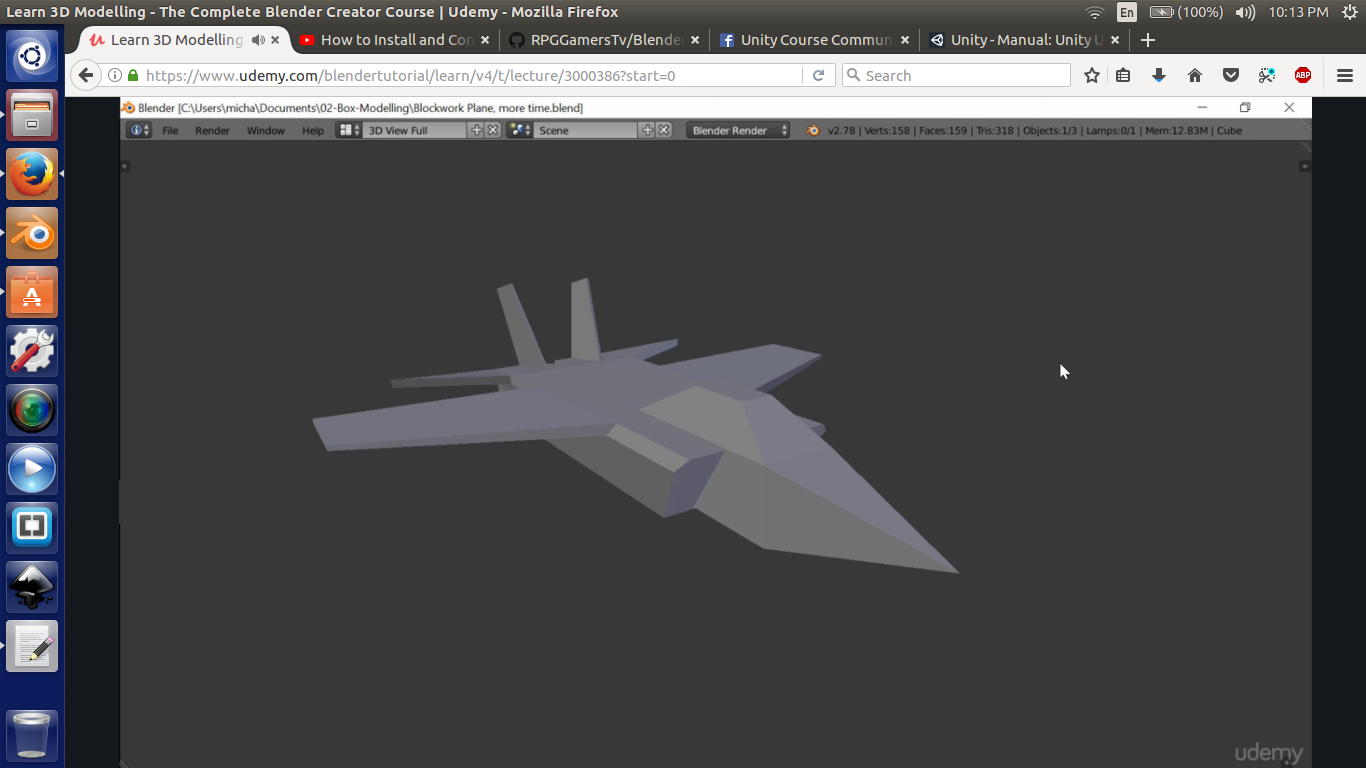 Learn 3D Modelling - The Complete Blender Creator Course | Udemy - Mozilla Firefox
En
(100%)
10:13 PM
Learn 3D Modelling
How to Install and Con
RPGGamersTv/Blende
Unity Course Commun
Unity - Manual: Unity U
https://www.udemy.com/blendertutorial/learn/v4/t/lecture/3000386?start=0
Search
ABP
Blender [C:\Users\micha\Documents\02-Box-Modelling\Blockwork Plane, more time.blend]
File
Render
Window
Help
3D View Full
Scene
Blender Render
v2.78 | Verts:158 | Faces:159 | Tris:318 | Objects:1/3 | Lamps:0/1 | Mem:12.83M | Cube
udemy